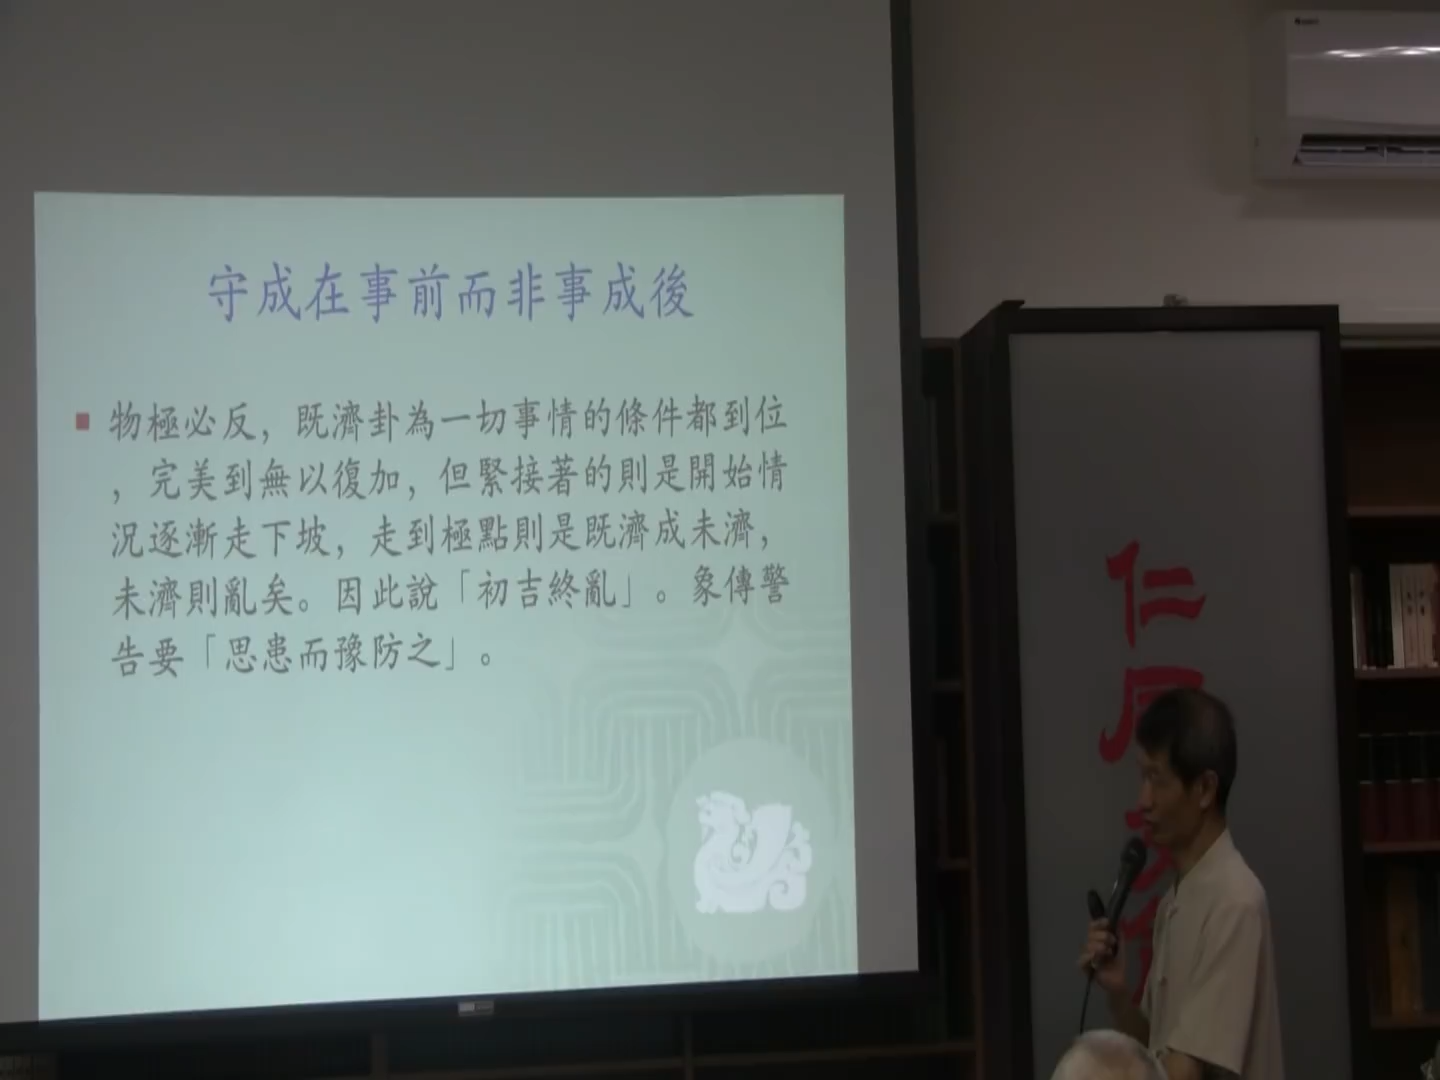 守成在事前而非事成後
物極必反，既濟卦為一切事情的條件都到位
，完美到無以復加，但緊接著的則是開始情
況逐漸走下坡，走到極點則是既濟成未濟，
未濟則亂矣。因此說「初吉終亂」。象傳警
告要「思患而豫防之」。
仁